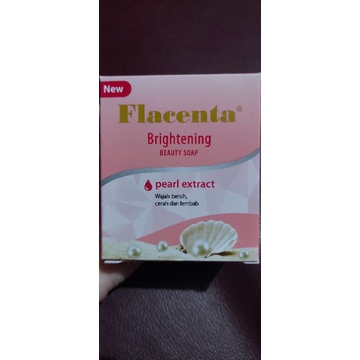 New
Flacenta®
Brightening
BEAUTY SOAP
pearl extract
Wajah bersih,
cerah dan lembab